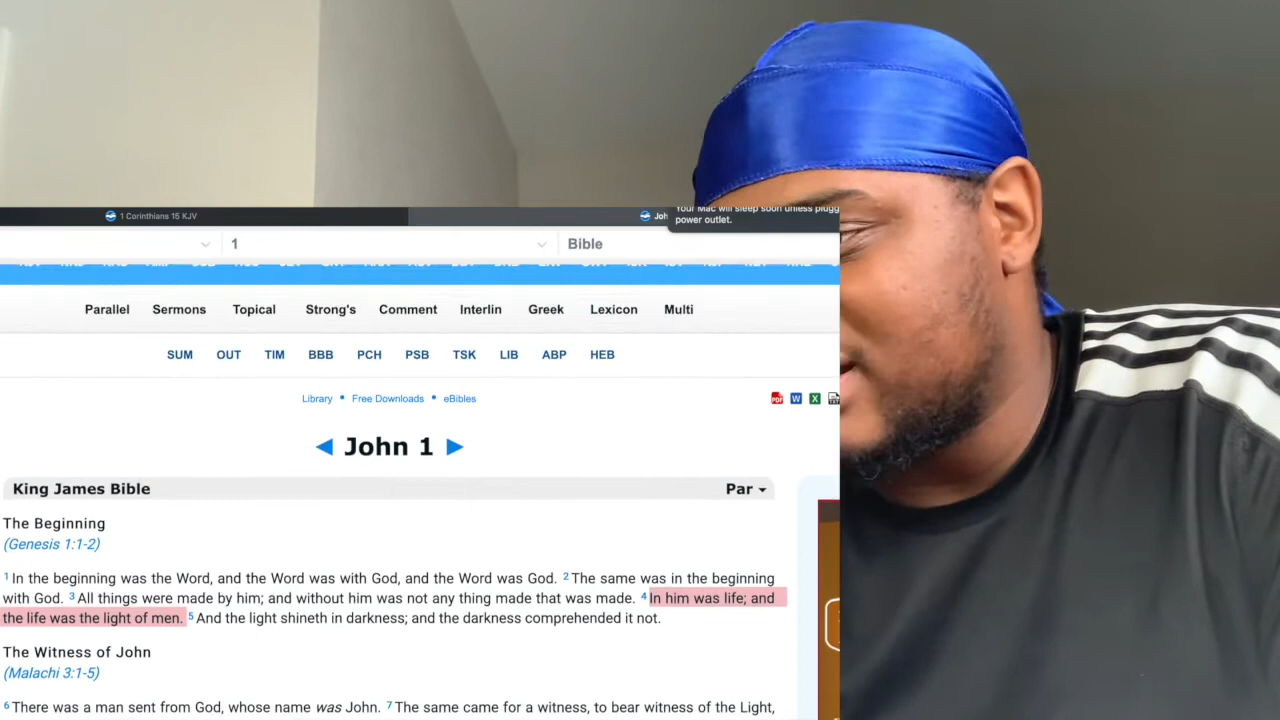 1 Corinthians 15 KJV
Joh
Your Mac will sleep soon unless plugg
power outlet.
1
Bible
Parallel Sermons Topical Strong's Comment Interlin Greek Lexicon Multi
SUM OUT TIM BBB PCH PSB TSK LIB ABP HEB
Library • Free Downloads • eBibles
◄ John 1 ►
King James Bible
Par
The Beginning
(Genesis 1:1-2)
1 In the beginning was the Word, and the Word was with God, and the Word was God. 2 The same was in the beginning
with God. 3 All things were made by him; and without him was not any thing made that was made. 4 In him was life; and
the life was the light of men. 5 And the light shineth in darkness; and the darkness comprehended it not.
The Witness of John
(Malachi 3:1-5)
6 There was a man sent from God, whose name was John. 7 The same came for a witness, to bear witness of the Light,